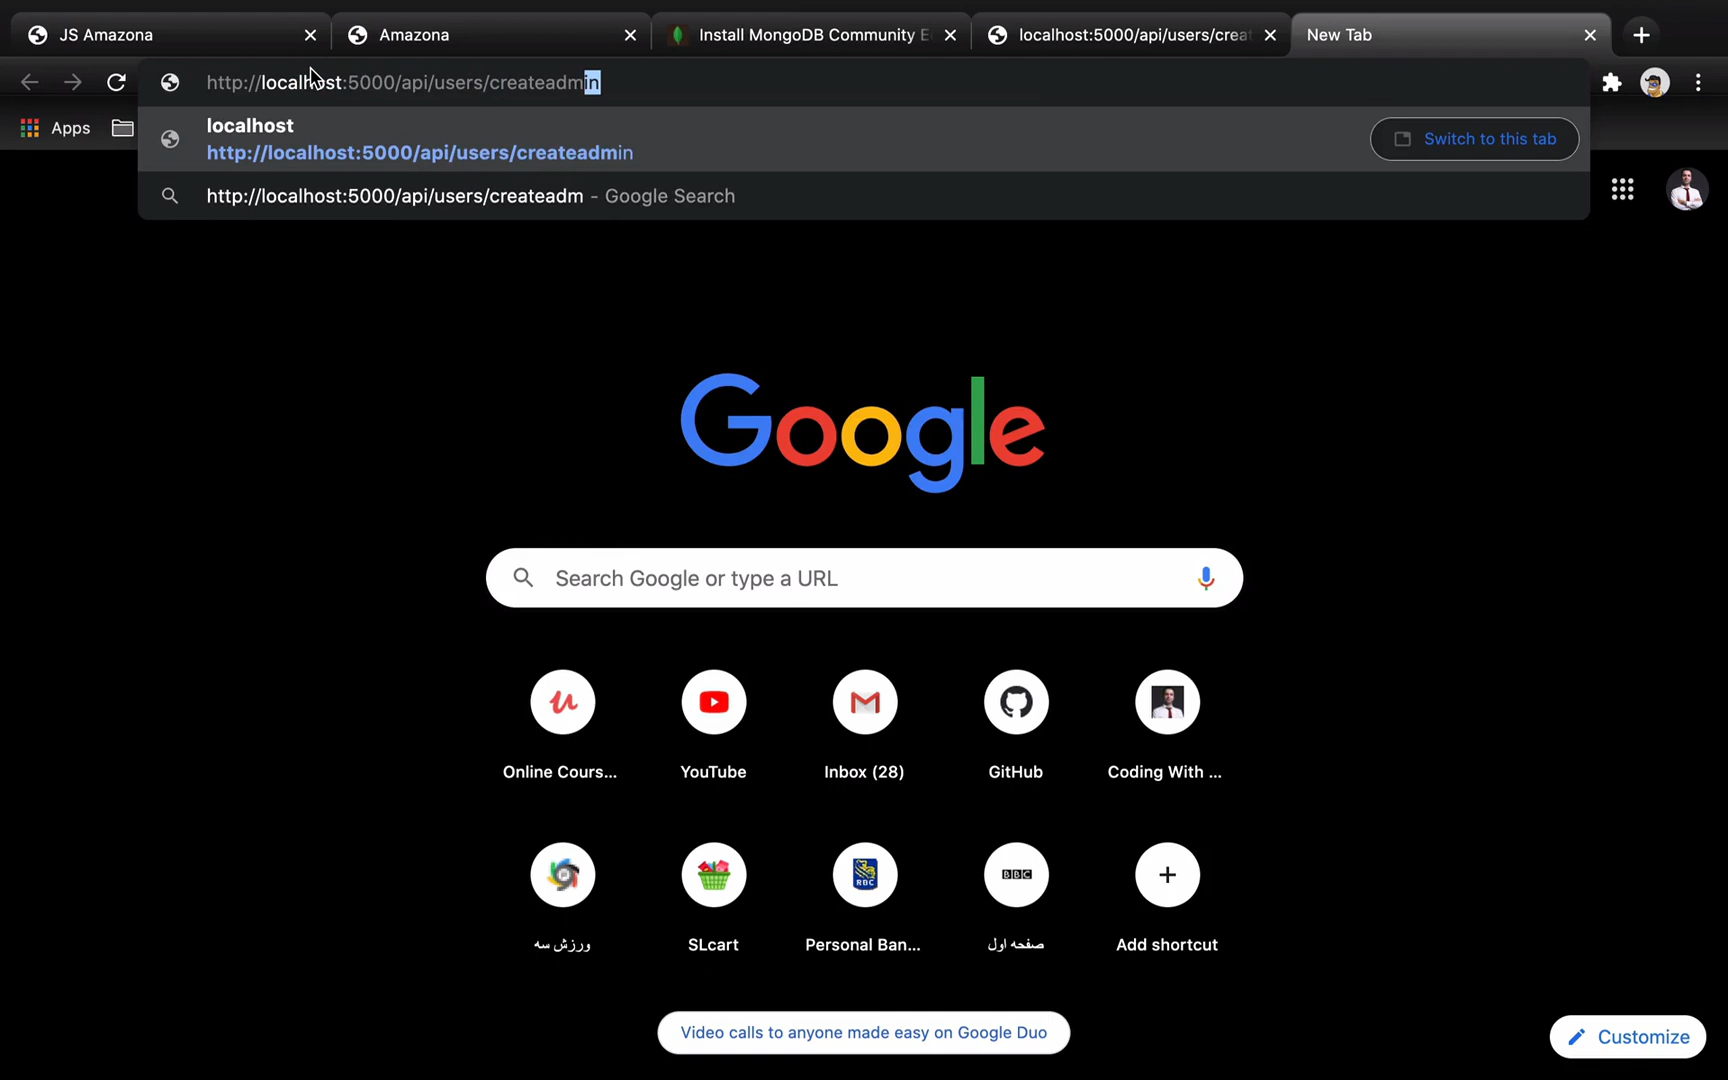 JS Amazona
Amazona
Install MongoDB Community E
localhost:5000/api/users/creat
New Tab
http://localhost:5000/api/users/createadmin
Apps
localhost
http://localhost:5000/api/users/createadmin
Switch to this tab
http://localhost:5000/api/users/createadm - Google Search
Google
Search Google or type a URL
Online Cours...
YouTube
Inbox (28)
GitHub
Coding With ...
RBC
BBC
ورزش سه
SLcart
Personal Ban...
صفحه اول
Add shortcut
Video calls to anyone made easy on Google Duo
Customize